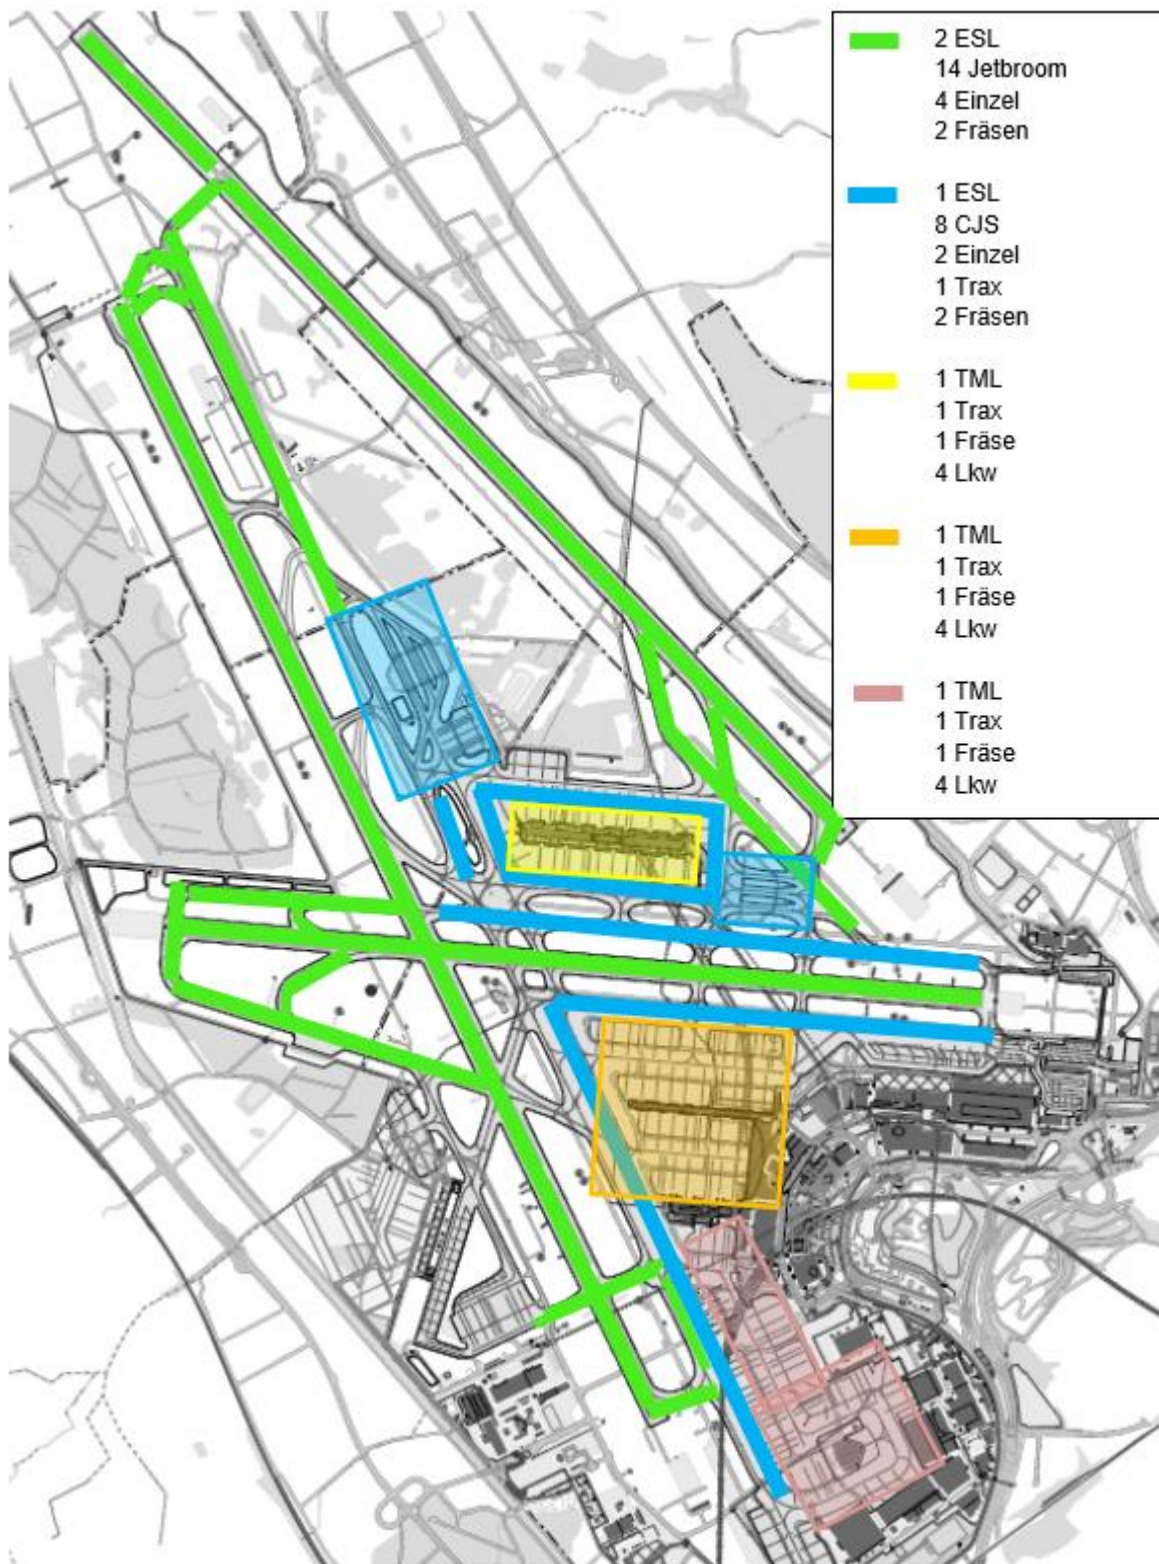 2 ESL
14 Jetbroom
4 Einzel
2 Fräsen
1 ESL
8 CJS
2 Einzel
1 Trax
2 Fräsen
1 TML
1 Trax
1 Fräse
4 Lkw
1 TML
1 Trax
1 Fräse
4 Lkw
1 TML
1 Trax
1 Fräse
4 Lkw